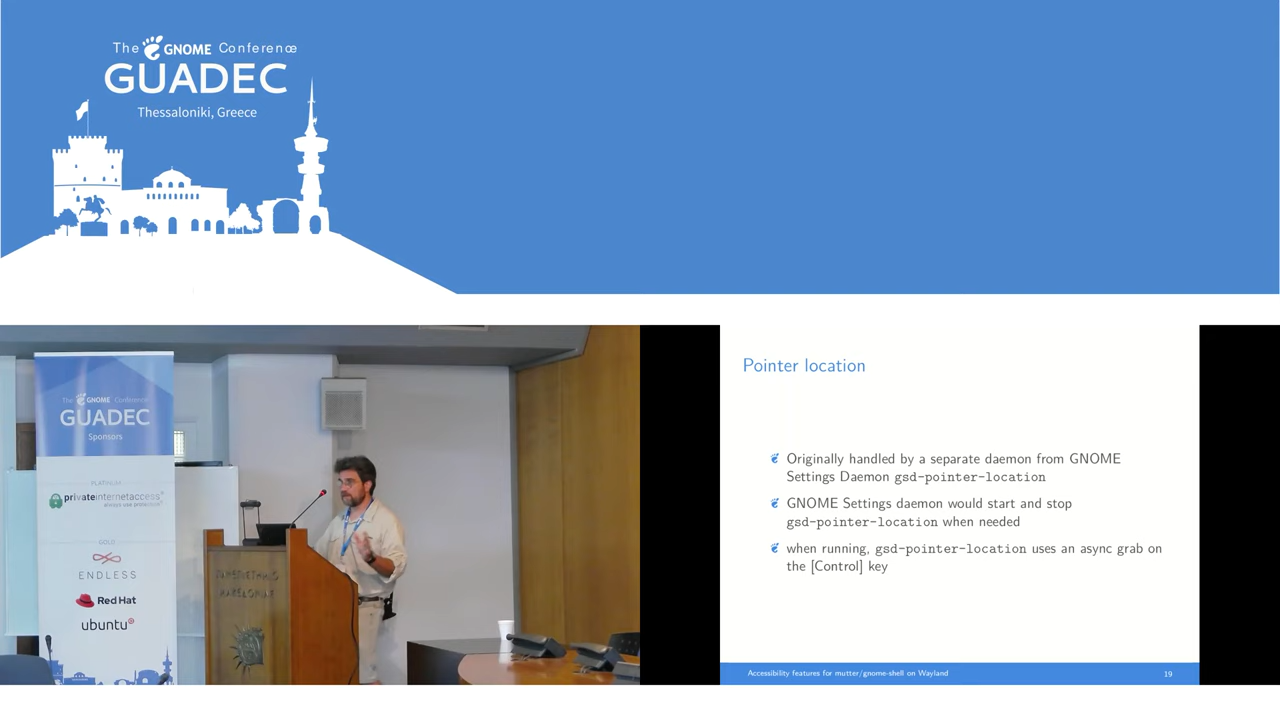 The GNOME Conference
GUADEC
Thessaloniki, Greece
The GNOME Conference
GUADEC
Sponsors
PLATINUM
privateinternetaccess
always use protection
GOLD
ENDLESS
Red Hat
ubuntu
Pointer location
Originally handled by a separate daemon from GNOME
Settings Daemon gsd-pointer-location
GNOME Settings daemon would start and stop
gsd-pointer-location when needed
when running, gsd-pointer-location uses an async grab on
the [Control] key
Accessibility features for mutter/gnome-shell on Wayland
19